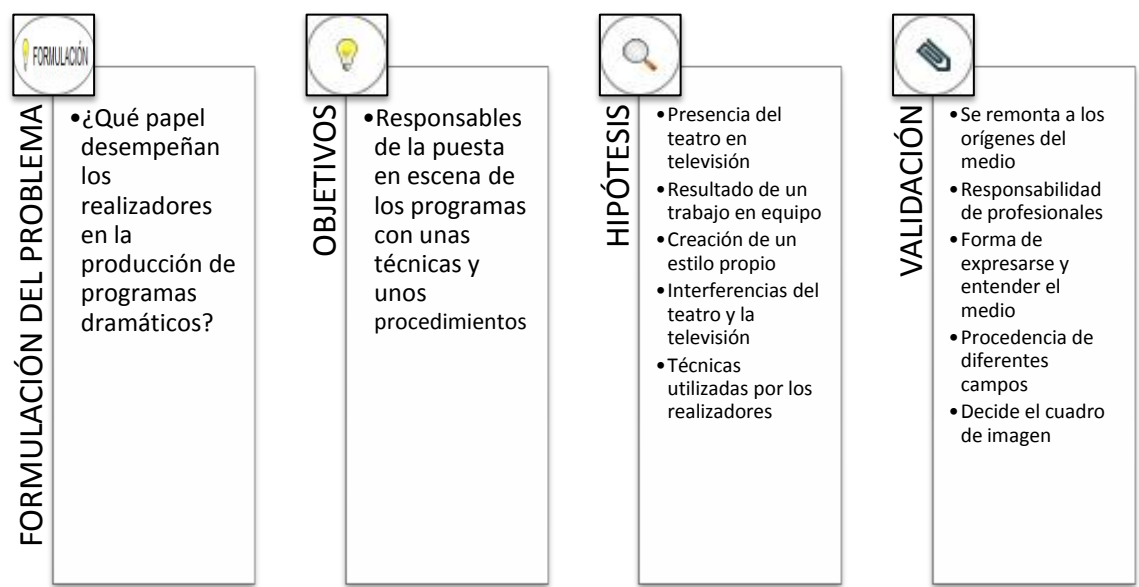 FORMULACIÓN
FORMULACIÓN DEL PROBLEMA
•¿Qué papel
desempeñan
los
realizadores
en la
producción de
programas
dramáticos?
OBJETIVOS
•Responsables
de la puesta
en escena de
los programas
con unas
técnicas y
unos
procedimientos
HIPÓTESIS
•Presencia del
teatro en
televisión
•Resultado de un
trabajo en equipo
•Creación de un
estilo propio
•Interferencias del
teatro y la
televisión
•Técnicas
utilizadas por los
realizadores
VALIDACIÓN
•Se remonta a los
orígenes del
medio
•Responsabilidad
de profesionales
•Forma de
expresarse y
entender el
medio
•Procedencia de
diferentes
campos
•Decide el cuadro
de imagen